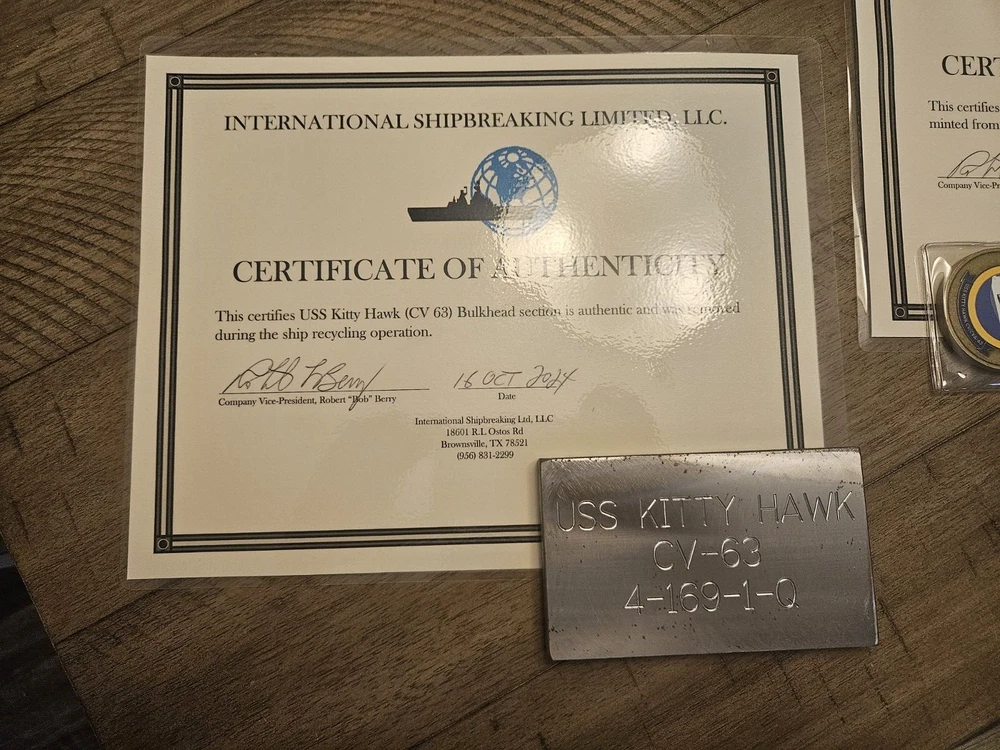 INTERNATIONAL SHIPBREAKING LIMITED, LLC.
CERTIFICATE OF AUTHENTICITY
This certifies USS Kitty Hawk (CV 63) Bulkhead section is authentic and was removed
during the ship recycling operation.
16 OCT 2024
Company Vice-President, Robert "Bob" Berry
Date
International Shipbreaking Ltd, LLC
18601 R.L Ostos Rd
Brownsville, TX 78521
(956) 831-2299
USS KITTY HAWK
CV-63
4-169-1-Q
CERT
This certifies
minted from
Company Vice-Pr